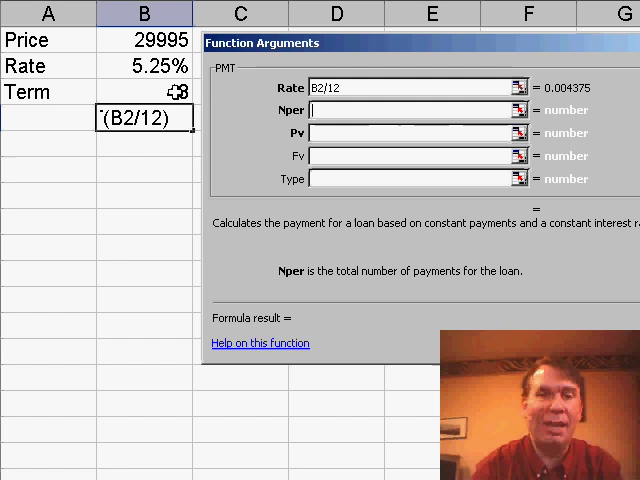 A B C D E F G
Price 29995
Rate 5.25%
Term
(B2/12)
Function Arguments
PMT
Rate B2/12 = 0.004375
Nper = number
Pv = number
Fv = number
Type = number
=
Calculates the payment for a loan based on constant payments and a constant interest
Nper is the total number of payments for the loan.
Formula result =
Help on this function